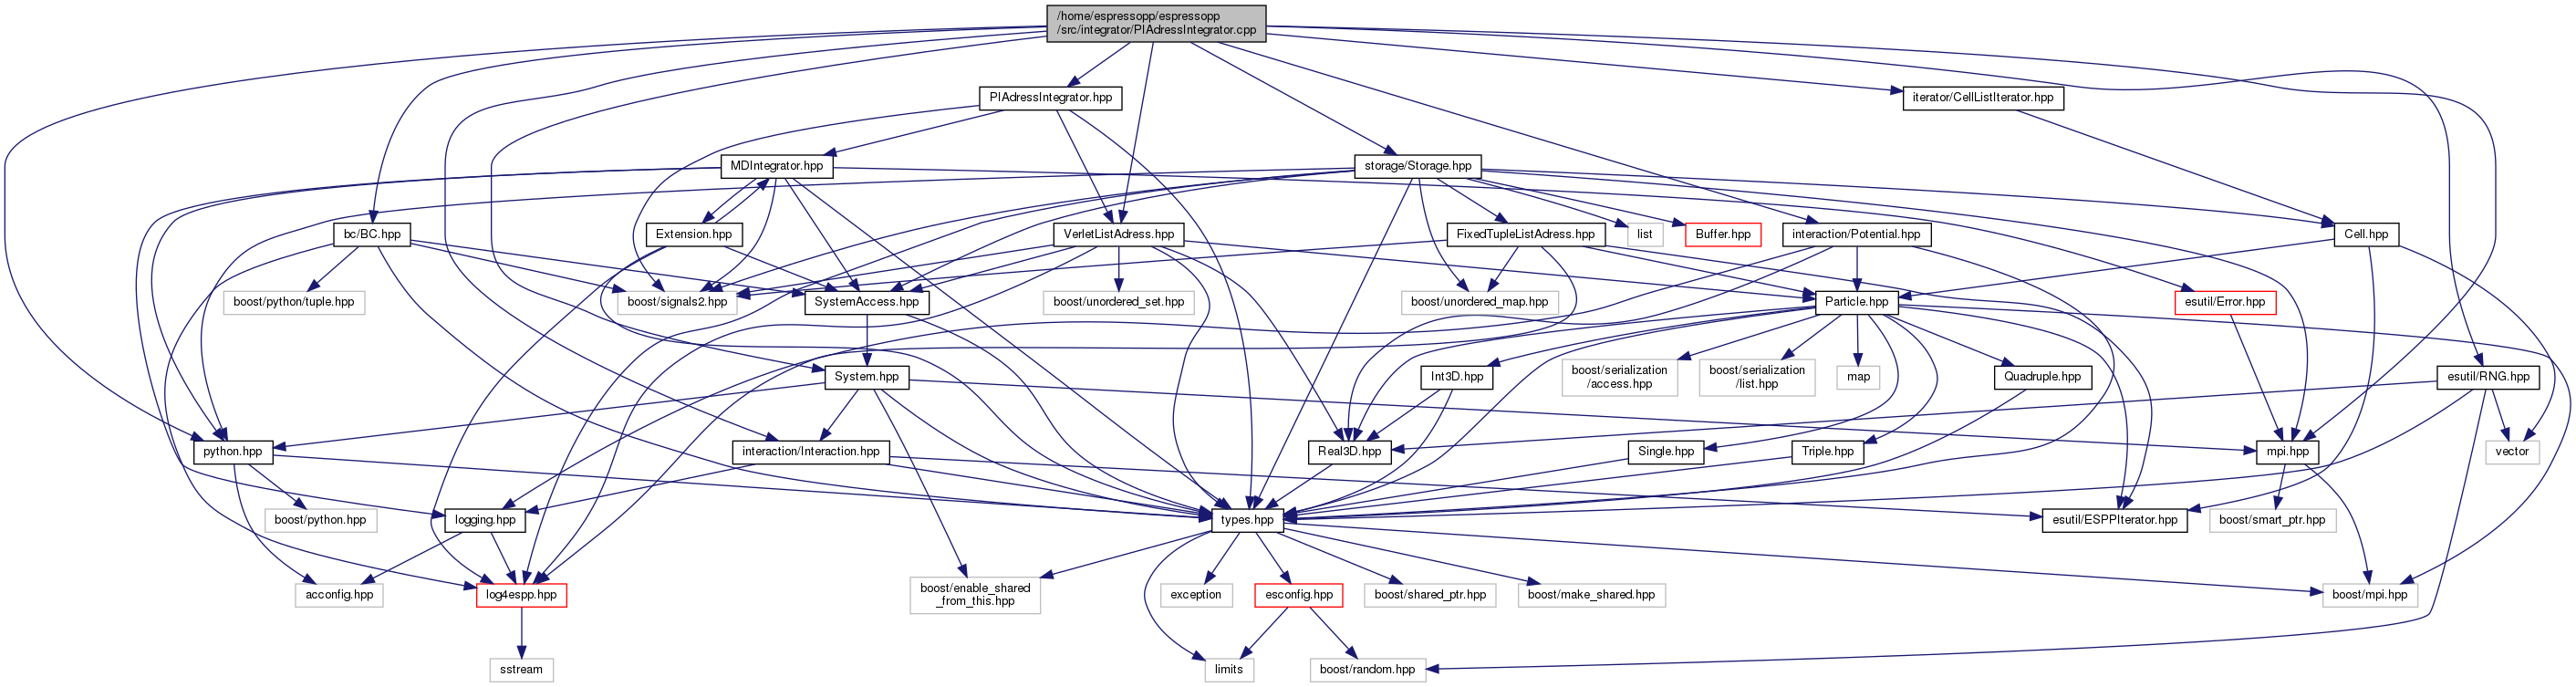 /home/espressopp/espressopp
/src/integrator/PIAdressIntegrator.cpp
PIAdressIntegrator.hpp
iterator/CellListIterator.hpp
MDIntegrator.hpp
storage/Storage.hpp
bc/BC.hpp
Extension.hpp
VerletListAdress.hpp
FixedTupleListAdress.hpp
list
Buffer.hpp
interaction/Potential.hpp
Cell.hpp
boost/python/tuple.hpp
boost/signals2.hpp
SystemAccess.hpp
boost/unordered_set.hpp
boost/unordered_map.hpp
Particle.hpp
esutil/Error.hpp
System.hpp
Int3D.hpp
boost/serialization
/access.hpp
boost/serialization
/list.hpp
map
Quadruple.hpp
esutil/RNG.hpp
python.hpp
interaction/Interaction.hpp
Real3D.hpp
Single.hpp
Triple.hpp
mpi.hpp
vector
boost/python.hpp
logging.hpp
types.hpp
esutil/ESPPIterator.hpp
boost/smart_ptr.hpp
acconfig.hpp
log4espp.hpp
boost/enable_shared
_from_this.hpp
exception
esconfig.hpp
boost/shared_ptr.hpp
boost/make_shared.hpp
boost/mpi.hpp
sstream
limits
boost/random.hpp